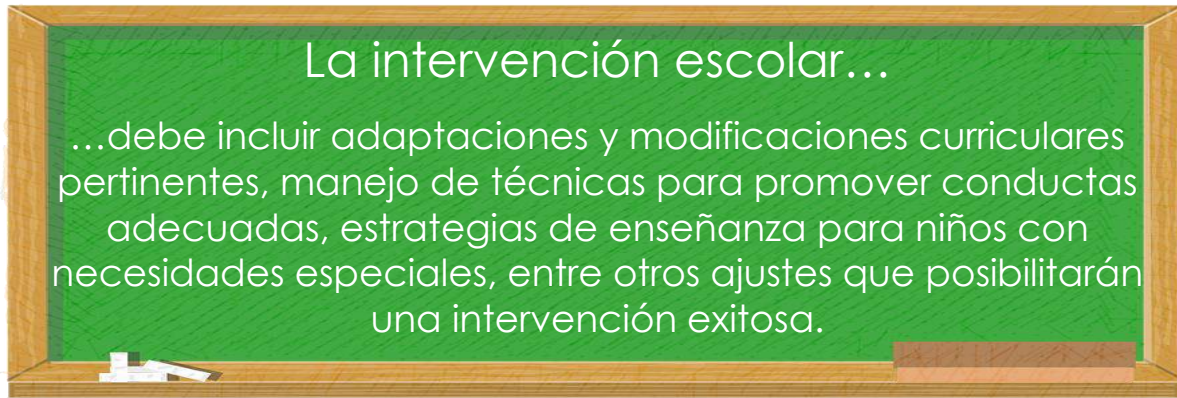 La intervención escolar…
…debe incluir adaptaciones y modificaciones curriculares
pertinentes, manejo de técnicas para promover conductas
adecuadas, estrategias de enseñanza para niños con
necesidades especiales, entre otros ajustes que posibilitarán
una intervención exitosa.